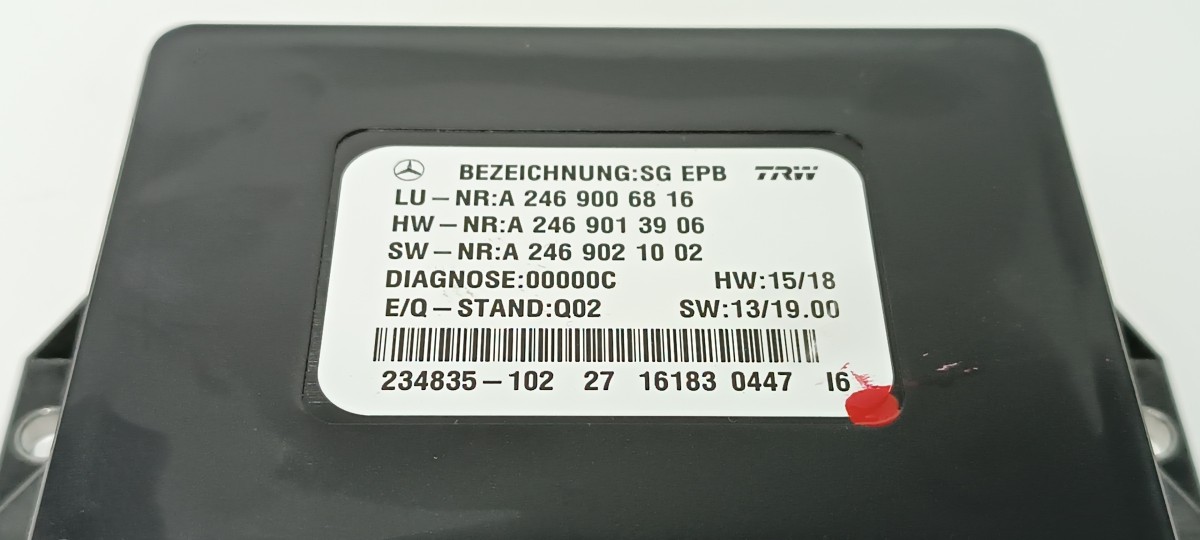 BEZEICHNUNG:SG EPB TRW
LU-NR:A 246 900 68 16
HW-NR:A 246 901 39 06
SW-NR:A 246 902 10 02
DIAGNOSE:00000C HW:15/18
E/Q-STAND:Q02 SW:13/19.00
234835-102 27 16183 0447 I6